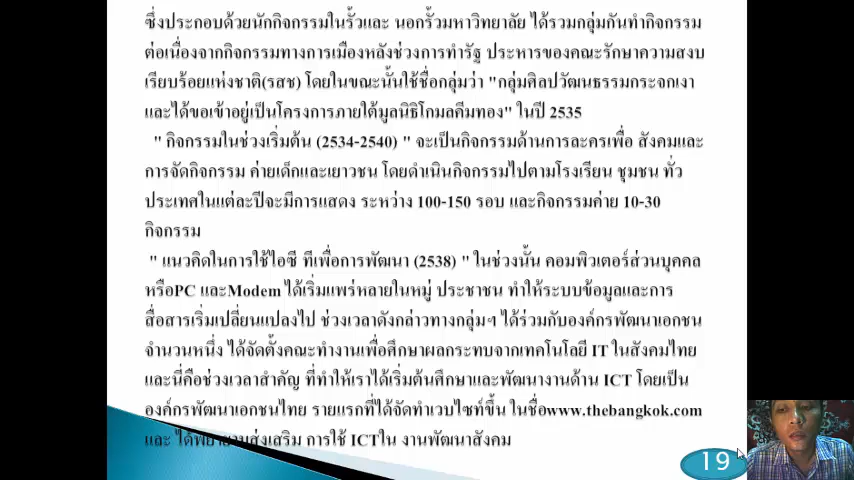 ซึ่งประกอบด้วยนักกิจกรรมในรั้วและ นอกรั้วมหาวิทยาลัย ได้รวมกลุ่มกันทำกิจกรรม
ต่อเนื่องจากกิจกรรมทางการเมืองหลังช่วงการทำรัฐ ประหารของคณะรักษาความสงบ
เรียบร้อยแห่งชาติ(รสช) โดยในขณะนั้นใช้ชื่อกลุ่มว่า "กลุ่มศิลปวัฒนธรรมกระจกเงา
และได้ขอเข้าอยู่เป็นโครงการภายใต้มูลนิธิโกมลคีมทอง" ในปี 2535
" กิจกรรมในช่วงเริ่มต้น (2534-2540) " จะเป็นกิจกรรมด้านการละครเพื่อ สังคมและ
การจัดกิจกรรม ค่ายเด็กและเยาวชน โดยดำเนินกิจกรรมไปตามโรงเรียน ชุมชน ทั่ว
ประเทศในแต่ละปีจะมีการแสดง ระหว่าง 100-150 รอบ และกิจกรรมค่าย 10-30
กิจกรรม
" แนวคิดในการใช้ไอซี ทีเพื่อการพัฒนา (2538) " ในช่วงนั้น คอมพิวเตอร์ส่วนบุคคล
หรือPC และModem ได้เริ่มแพร่หลายในหมู่ ประชาชน ทำให้ระบบข้อมูลและการ
สื่อสารเริ่มเปลี่ยนแปลงไป ช่วงเวลาดังกล่าวทางกลุ่มฯ ได้ร่วมกับองค์กรพัฒนาเอกชน
จำนวนหนึ่ง ได้จัดตั้งคณะทำงานเพื่อศึกษาผลกระทบจากเทคโนโลยี IT ในสังคมไทย
และนี่คือช่วงเวลาสำคัญ ที่ทำให้เราได้เริ่มต้นศึกษาและพัฒนางานด้าน ICT โดยเป็น
องค์กรพัฒนาเอกชนไทย รายแรกที่ได้จัดทำเวบไซท์ขึ้น ในชื่อwww.thebangkok.com
และ ได้พยายามส่งเสริม การใช้ ICTใน งานพัฒนาสังคม
19